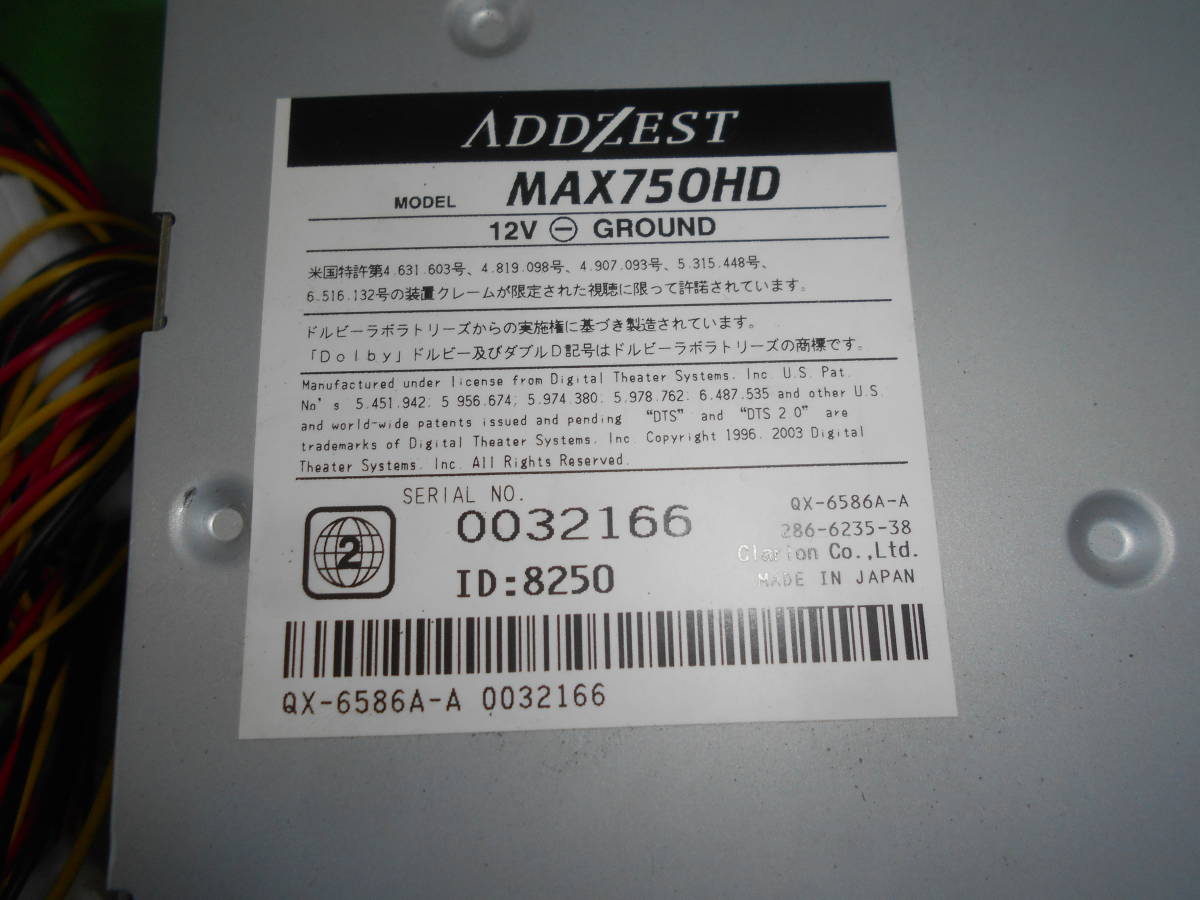 ADDZEST
MODEL MAX750HD
12V ⊖ GROUND
米国特許第4.631.603号、4.819.098号、4.907.093号、5.315.448号、
6.516.132号の装置クレームが限定された視聴に限って許諾されています。
ドルビーラボラトリーズからの実施権に基づき製造されています。
「Dolby」ドルビー及びダブルD記号はドルビーラボラトリーズの商標です。
Manufactured under license from Digital Theater Systems. Inc. U.S. Pat.
No's 5.451.942; 5 956.674; 5.974.380. 5.978.762; 6.487.535 and other U.S.
and world-wide patents issued and pending "DTS" and "DTS 2.0" are
trademarks of Digital Theater Systems. Inc. Copyright 1996. 2003 Digital
Theater Systems. Inc. All Rights Reserved.
SERIAL NO.
0032166
ID:8250
2
QX-6586A-A
286-6235-38
Clarion Co.,Ltd.
MADE IN JAPAN
QX-6586A-A 0032166